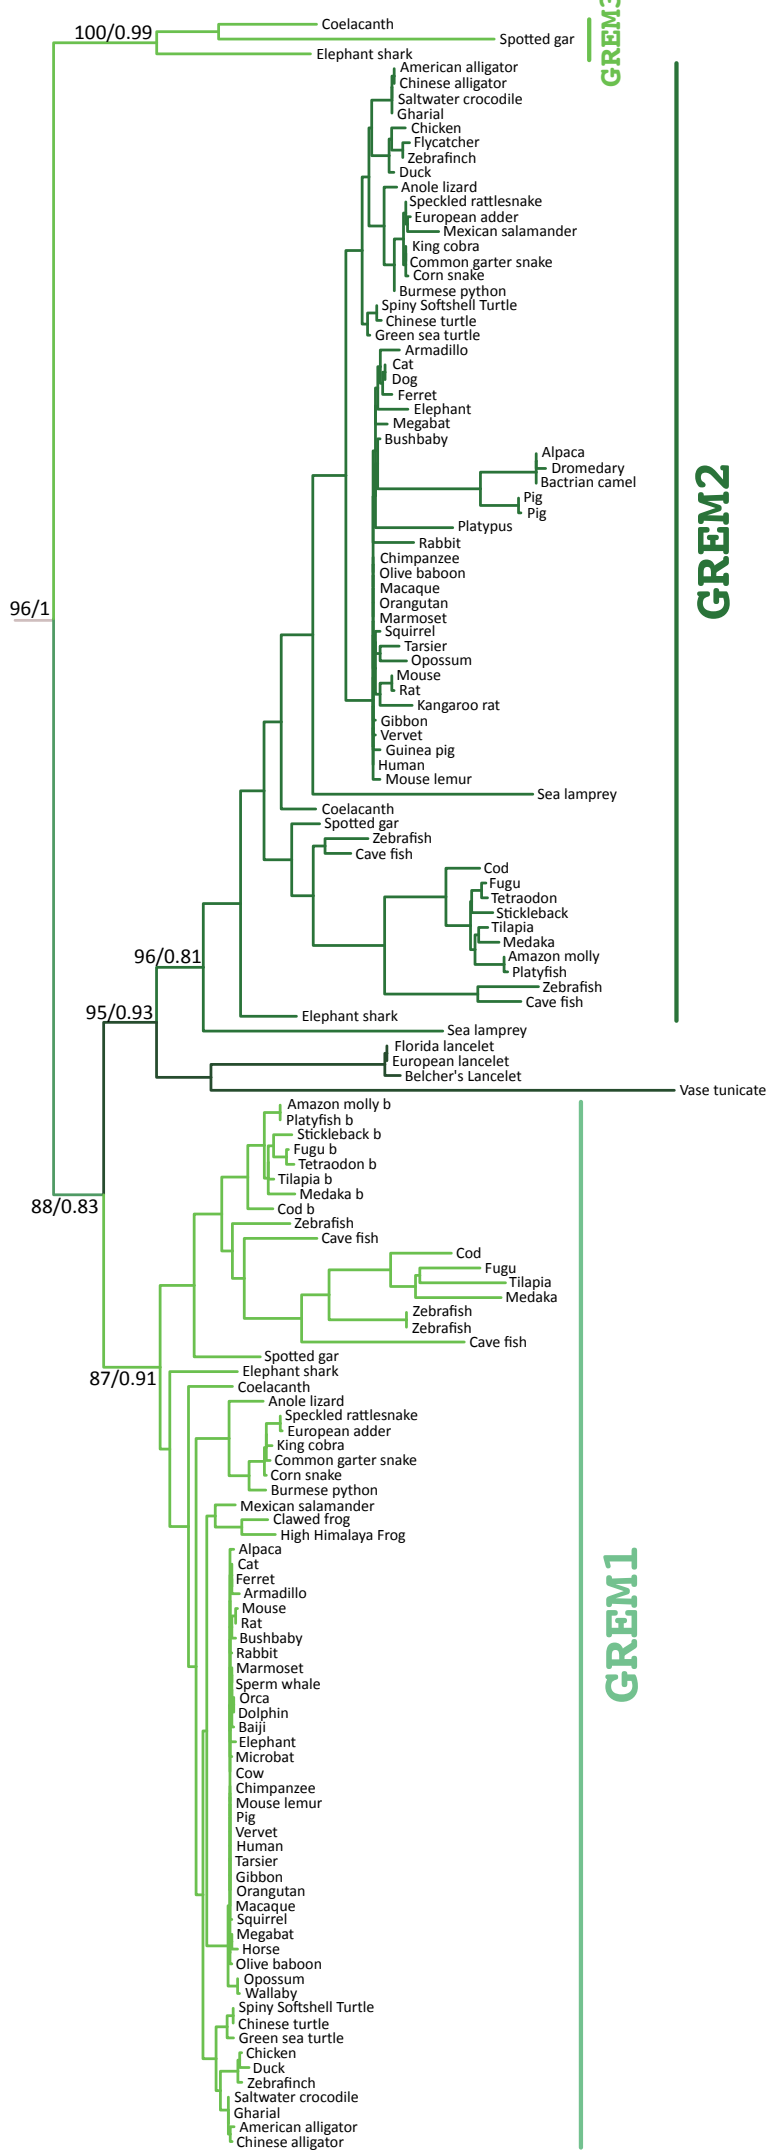 100/0.99
Coelacanth
Spotted gar
Elephant shark
GREM3
American alligator
Chinese alligator
Saltwater crocodile
Gharial
Chicken
Flycatcher
Zebrafinch
Duck
Anole lizard
Speckled rattlesnake
European adder
Mexican salamander
King cobra
Common garter snake
Corn snake
Burmese python
Spiny Softshell Turtle
Chinese turtle
Green sea turtle
Armadillo
Cat
Dog
Ferret
Elephant
Megabat
Bushbaby
Alpaca
Dromedary
Bactrian camel
Pig
Pig
Platypus
Rabbit
Chimpanzee
Olive baboon
Macaque
Orangutan
Marmoset
Squirrel
Tarsier
Opossum
Mouse
Rat
Kangaroo rat
Gibbon
Vervet
Guinea pig
Human
Mouse lemur
GREM2
96/1
Sea lamprey
Coelacanth
Spotted gar
Zebrafish
Cave fish
Cod
Fugu
Tetraodon
Stickleback
Tilapia
Medaka
Amazon molly
Platyfish
Zebrafish
Cave fish
96/0.81
95/0.93
Elephant shark
Sea lamprey
Florida lancelet
European lancelet
Belcher's Lancelet
Vase tunicate
Amazon molly b
Platyfish b
Stickleback b
Fugu b
Tetraodon b
Tilapia b
Medaka b
Cod b
88/0.83
Zebrafish
Cave fish
Cod
Fugu
Tilapia
Medaka
Zebrafish
Zebrafish
Cave fish
Spotted gar
87/0.91
Elephant shark
Coelacanth
Anole lizard
Speckled rattlesnake
European adder
King cobra
Common garter snake
Corn snake
Burmese python
Mexican salamander
Clawed frog
High Himalaya Frog
Alpaca
Cat
Ferret
Armadillo
Mouse
Rat
Bushbaby
Rabbit
Marmoset
Sperm whale
Orca
Dolphin
Baiji
Elephant
Microbat
Cow
Chimpanzee
Mouse lemur
Pig
Vervet
Human
Tarsier
Gibbon
Orangutan
Macaque
Squirrel
Megabat
Horse
Olive baboon
Opossum
Wallaby
Spiny Softshell Turtle
Chinese turtle
Green sea turtle
Chicken
Duck
Zebrafinch
Saltwater crocodile
Gharial
American alligator
Chinese alligator
GREM1